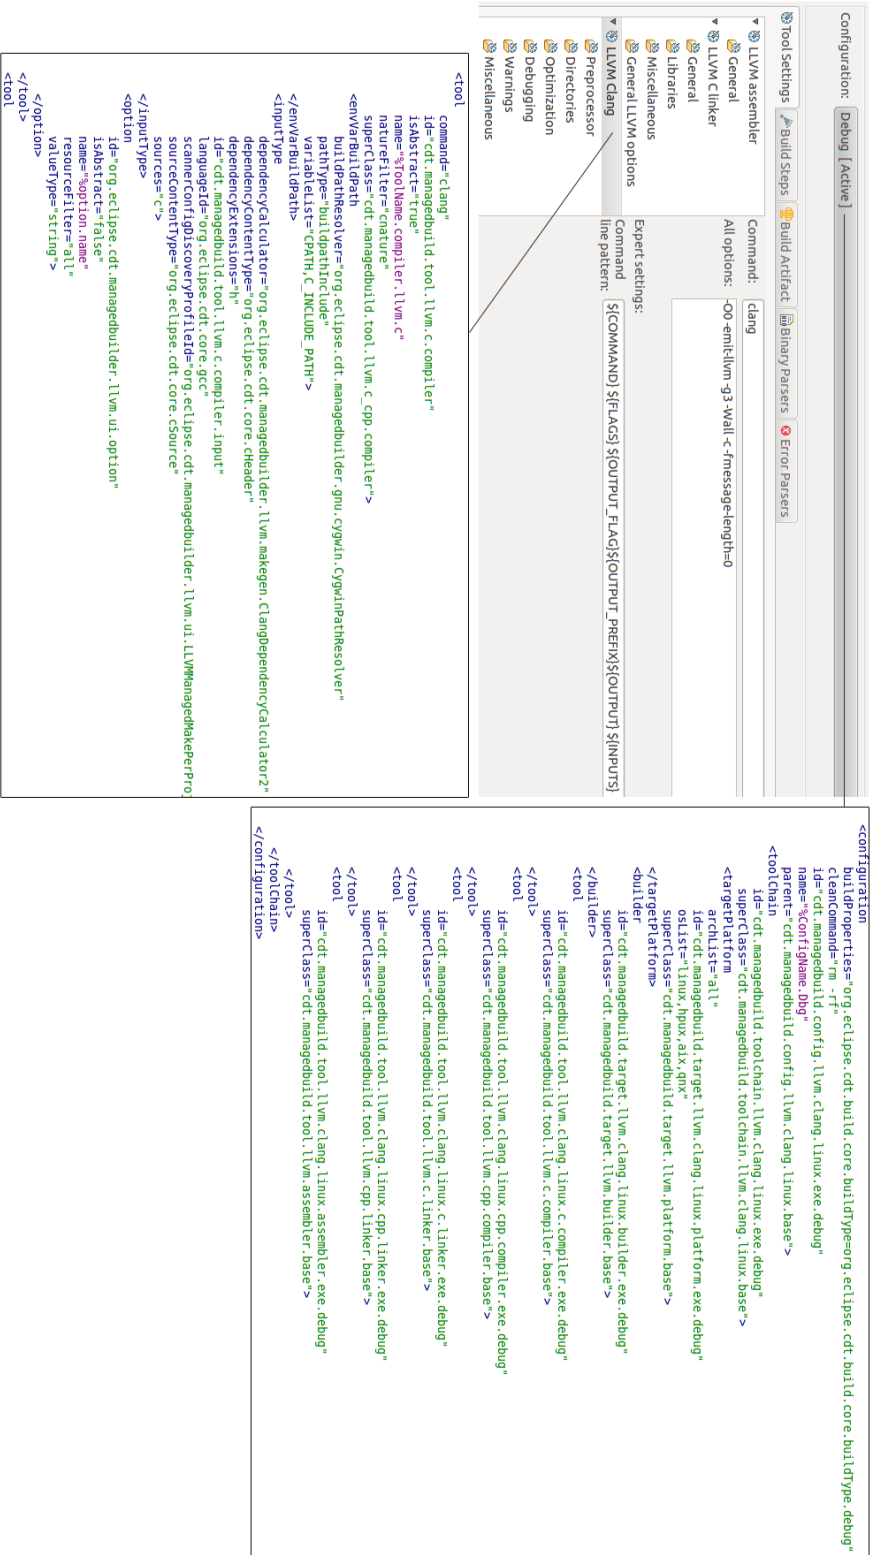 Configuration: Debug [ Active ]
Tool Settings Build Steps Build Artifact Binary Parsers Error Parsers
LLVM assembler
General
LLVM C linker
General
Libraries
Miscellaneous
General LLVM options
LLVM Clang
Preprocessor
Directories
Optimization
Debugging
Warnings
Miscellaneous
Command: clang
All options: -O0 -emit-llvm -g3 -Wall -c -fmessage-length=0
Expert settings:
Command
line pattern: ${COMMAND} ${FLAGS} ${OUTPUT_FLAG}${OUTPUT_PREFIX}${OUTPUT} ${INPUTS}
<configuration
buildProperties="org.eclipse.cdt.build.core.buildType=org.eclipse.cdt.build.core.buildType.debug"
cleanCommand="rm -rf"
id="cdt.managedbuild.config.llvm.clang.linux.exe.debug"
name="%ConfigName.Dbg"
parent="cdt.managedbuild.config.llvm.clang.linux.base">
<toolChain
id="cdt.managedbuild.toolchain.llvm.clang.linux.exe.debug"
superClass="cdt.managedbuild.toolchain.llvm.clang.linux.base">
<targetPlatform
archList="all"
id="cdt.managedbuild.target.llvm.clang.linux.platform.exe.debug"
osList="linux,hpux,aix,qnx"
superClass="cdt.managedbuild.target.llvm.platform.base">
</targetPlatform>
<builder
id="cdt.managedbuild.target.llvm.clang.linux.builder.exe.debug"
superClass="cdt.managedbuild.target.llvm.builder.base">
</builder>
<tool
id="cdt.managedbuild.tool.llvm.clang.linux.c.compiler.exe.debug"
superClass="cdt.managedbuild.tool.llvm.c.compiler.base">
</tool>
<tool
id="cdt.managedbuild.tool.llvm.clang.linux.cpp.compiler.exe.debug"
superClass="cdt.managedbuild.tool.llvm.cpp.compiler.base">
</tool>
<tool
id="cdt.managedbuild.tool.llvm.clang.linux.c.linker.exe.debug"
superClass="cdt.managedbuild.tool.llvm.c.linker.base">
</tool>
<tool
id="cdt.managedbuild.tool.llvm.clang.linux.cpp.linker.exe.debug"
superClass="cdt.managedbuild.tool.llvm.cpp.linker.base">
</tool>
<tool
id="cdt.managedbuild.tool.llvm.clang.linux.assembler.exe.debug"
superClass="cdt.managedbuild.tool.llvm.assembler.base">
</tool>
</toolChain>
</configuration>
<tool
command="clang"
id="cdt.managedbuild.tool.llvm.c.compiler"
isAbstract="true"
name="%ToolName.compiler.llvm.c"
natureFilter="cnature"
superClass="cdt.managedbuild.tool.llvm.c_cpp.compiler">
<envVarBuildPath
buildPathResolver="org.eclipse.cdt.managedbuilder.gnu.cygwin.CygwinPathResolver"
pathType="buildpathInclude"
variableList="CPATH,C_INCLUDE_PATH">
</envVarBuildPath>
<inputType
dependencyCalculator="org.eclipse.cdt.managedbuilder.llvm.makegen.ClangDependencyCalculator2"
dependencyContentType="org.eclipse.cdt.core.cHeader"
dependencyExtensions="h"
id="cdt.managedbuild.tool.llvm.c.compiler.input"
languageId="org.eclipse.cdt.core.gcc"
scannerConfigDiscoveryProfileId="org.eclipse.cdt.managedbuilder.llvm.ui.LLVMManagedMakePerProj
sourceContentType="org.eclipse.cdt.core.cSource"
sources="c">
</inputType>
<option
id="org.eclipse.cdt.managedbuilder.llvm.ui.option"
isAbstract="false"
name="%option.name"
resourceFilter="all"
valueType="string">
</option>
</tool>
<tool